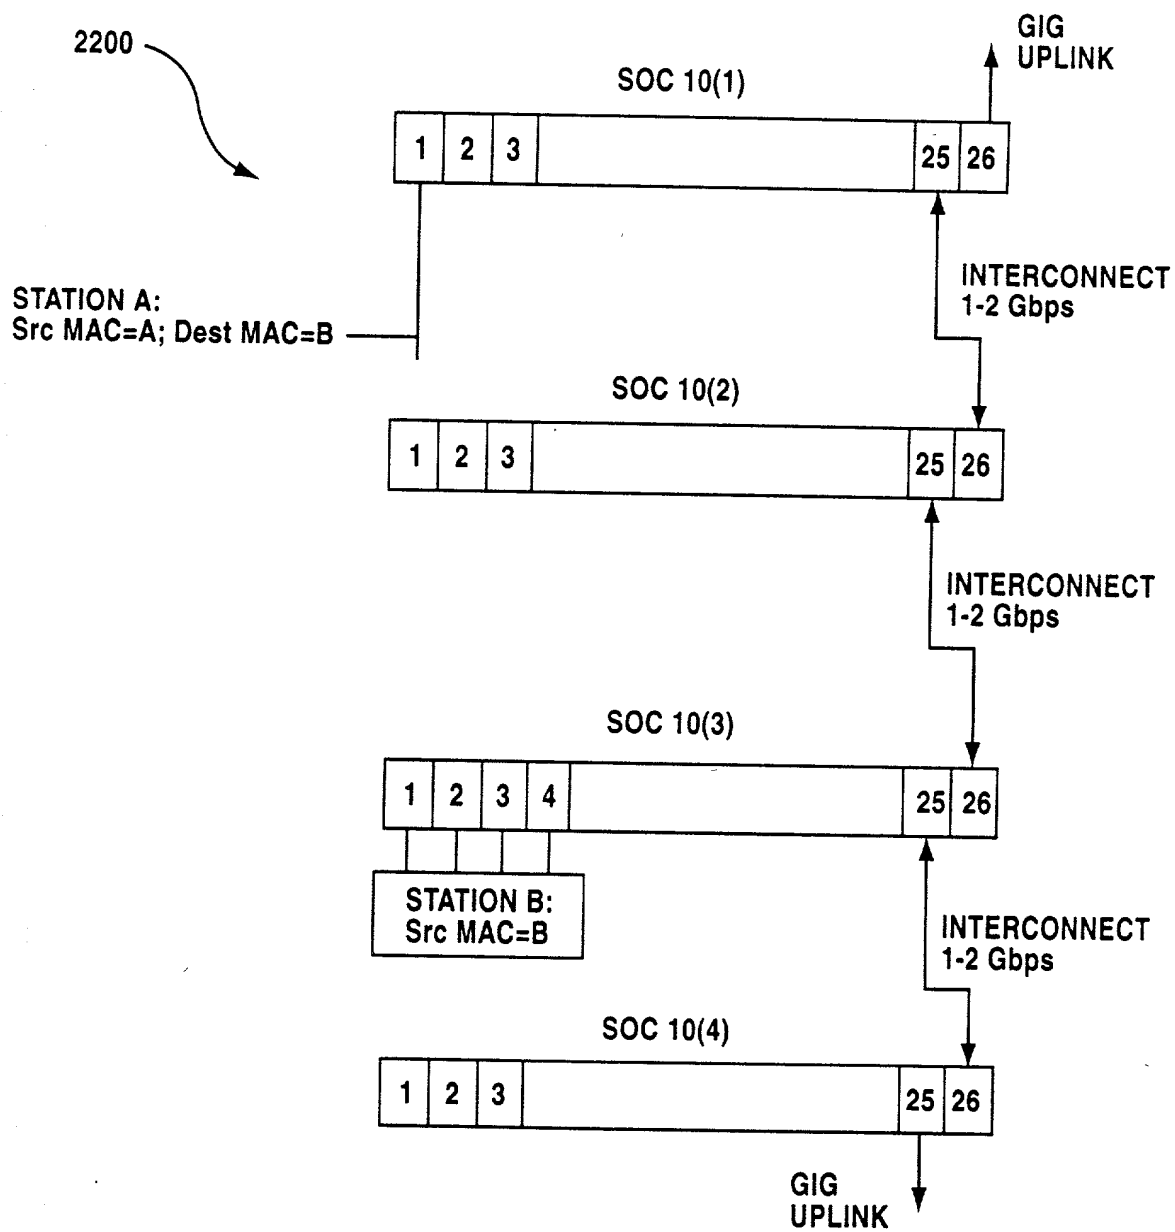 2200
GIG
UPLINK
SOC 10(1)
1 2 3 25 26
INTERCONNECT
1-2 Gbps
STATION A:
Src MAC=A; Dest MAC=B
SOC 10(2)
1 2 3 25 26
INTERCONNECT
1-2 Gbps
SOC 10(3)
1 2 3 4 25 26
STATION B:
Src MAC=B
INTERCONNECT
1-2 Gbps
SOC 10(4)
1 2 3 25 26
GIG
UPLINK